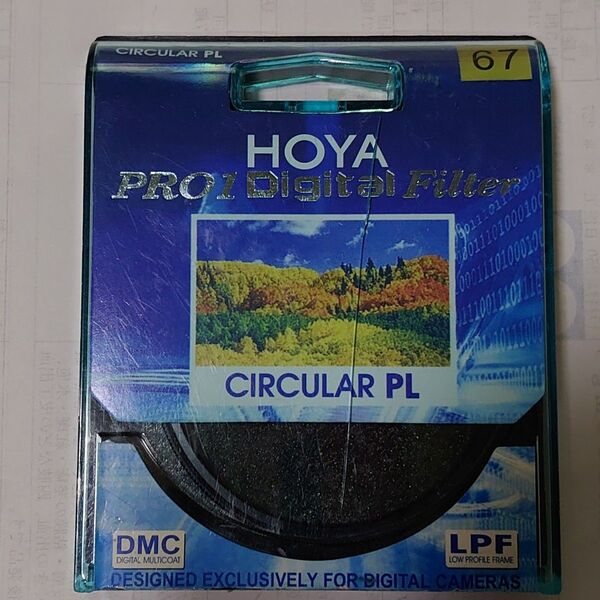 CIRCULAR PL
67
HOYA
PRO1 Digital Filter
CIRCULAR PL
DMC
DIGITAL MULTICOAT
LPF
LOW PROFILE FRAME
DESIGNED EXCLUSIVELY FOR DIGITAL CAMERAS